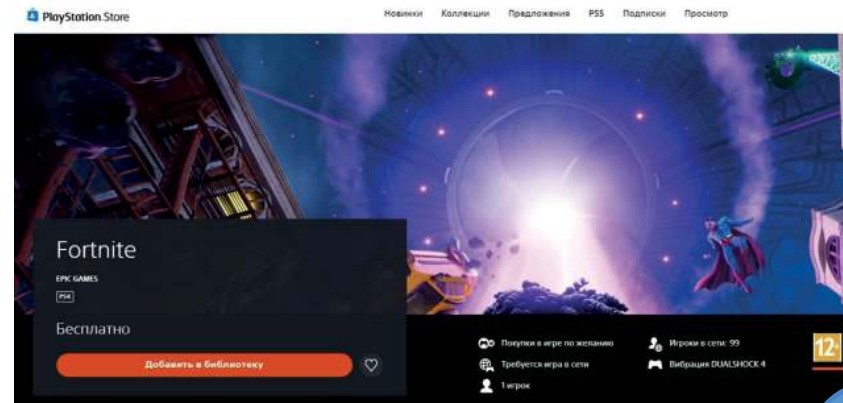 PlayStation Store
Новинки Коллекции Предложения PS5 Подписки Просмотр
Fortnite
EPIC GAMES
PS4
Бесплатно
Добавить в библиотеку
Покупки в игре по желанию
Требуется игра в сети
1 игрок
Игроки в сети: 99
Вибрация DUALSHOCK 4
12+